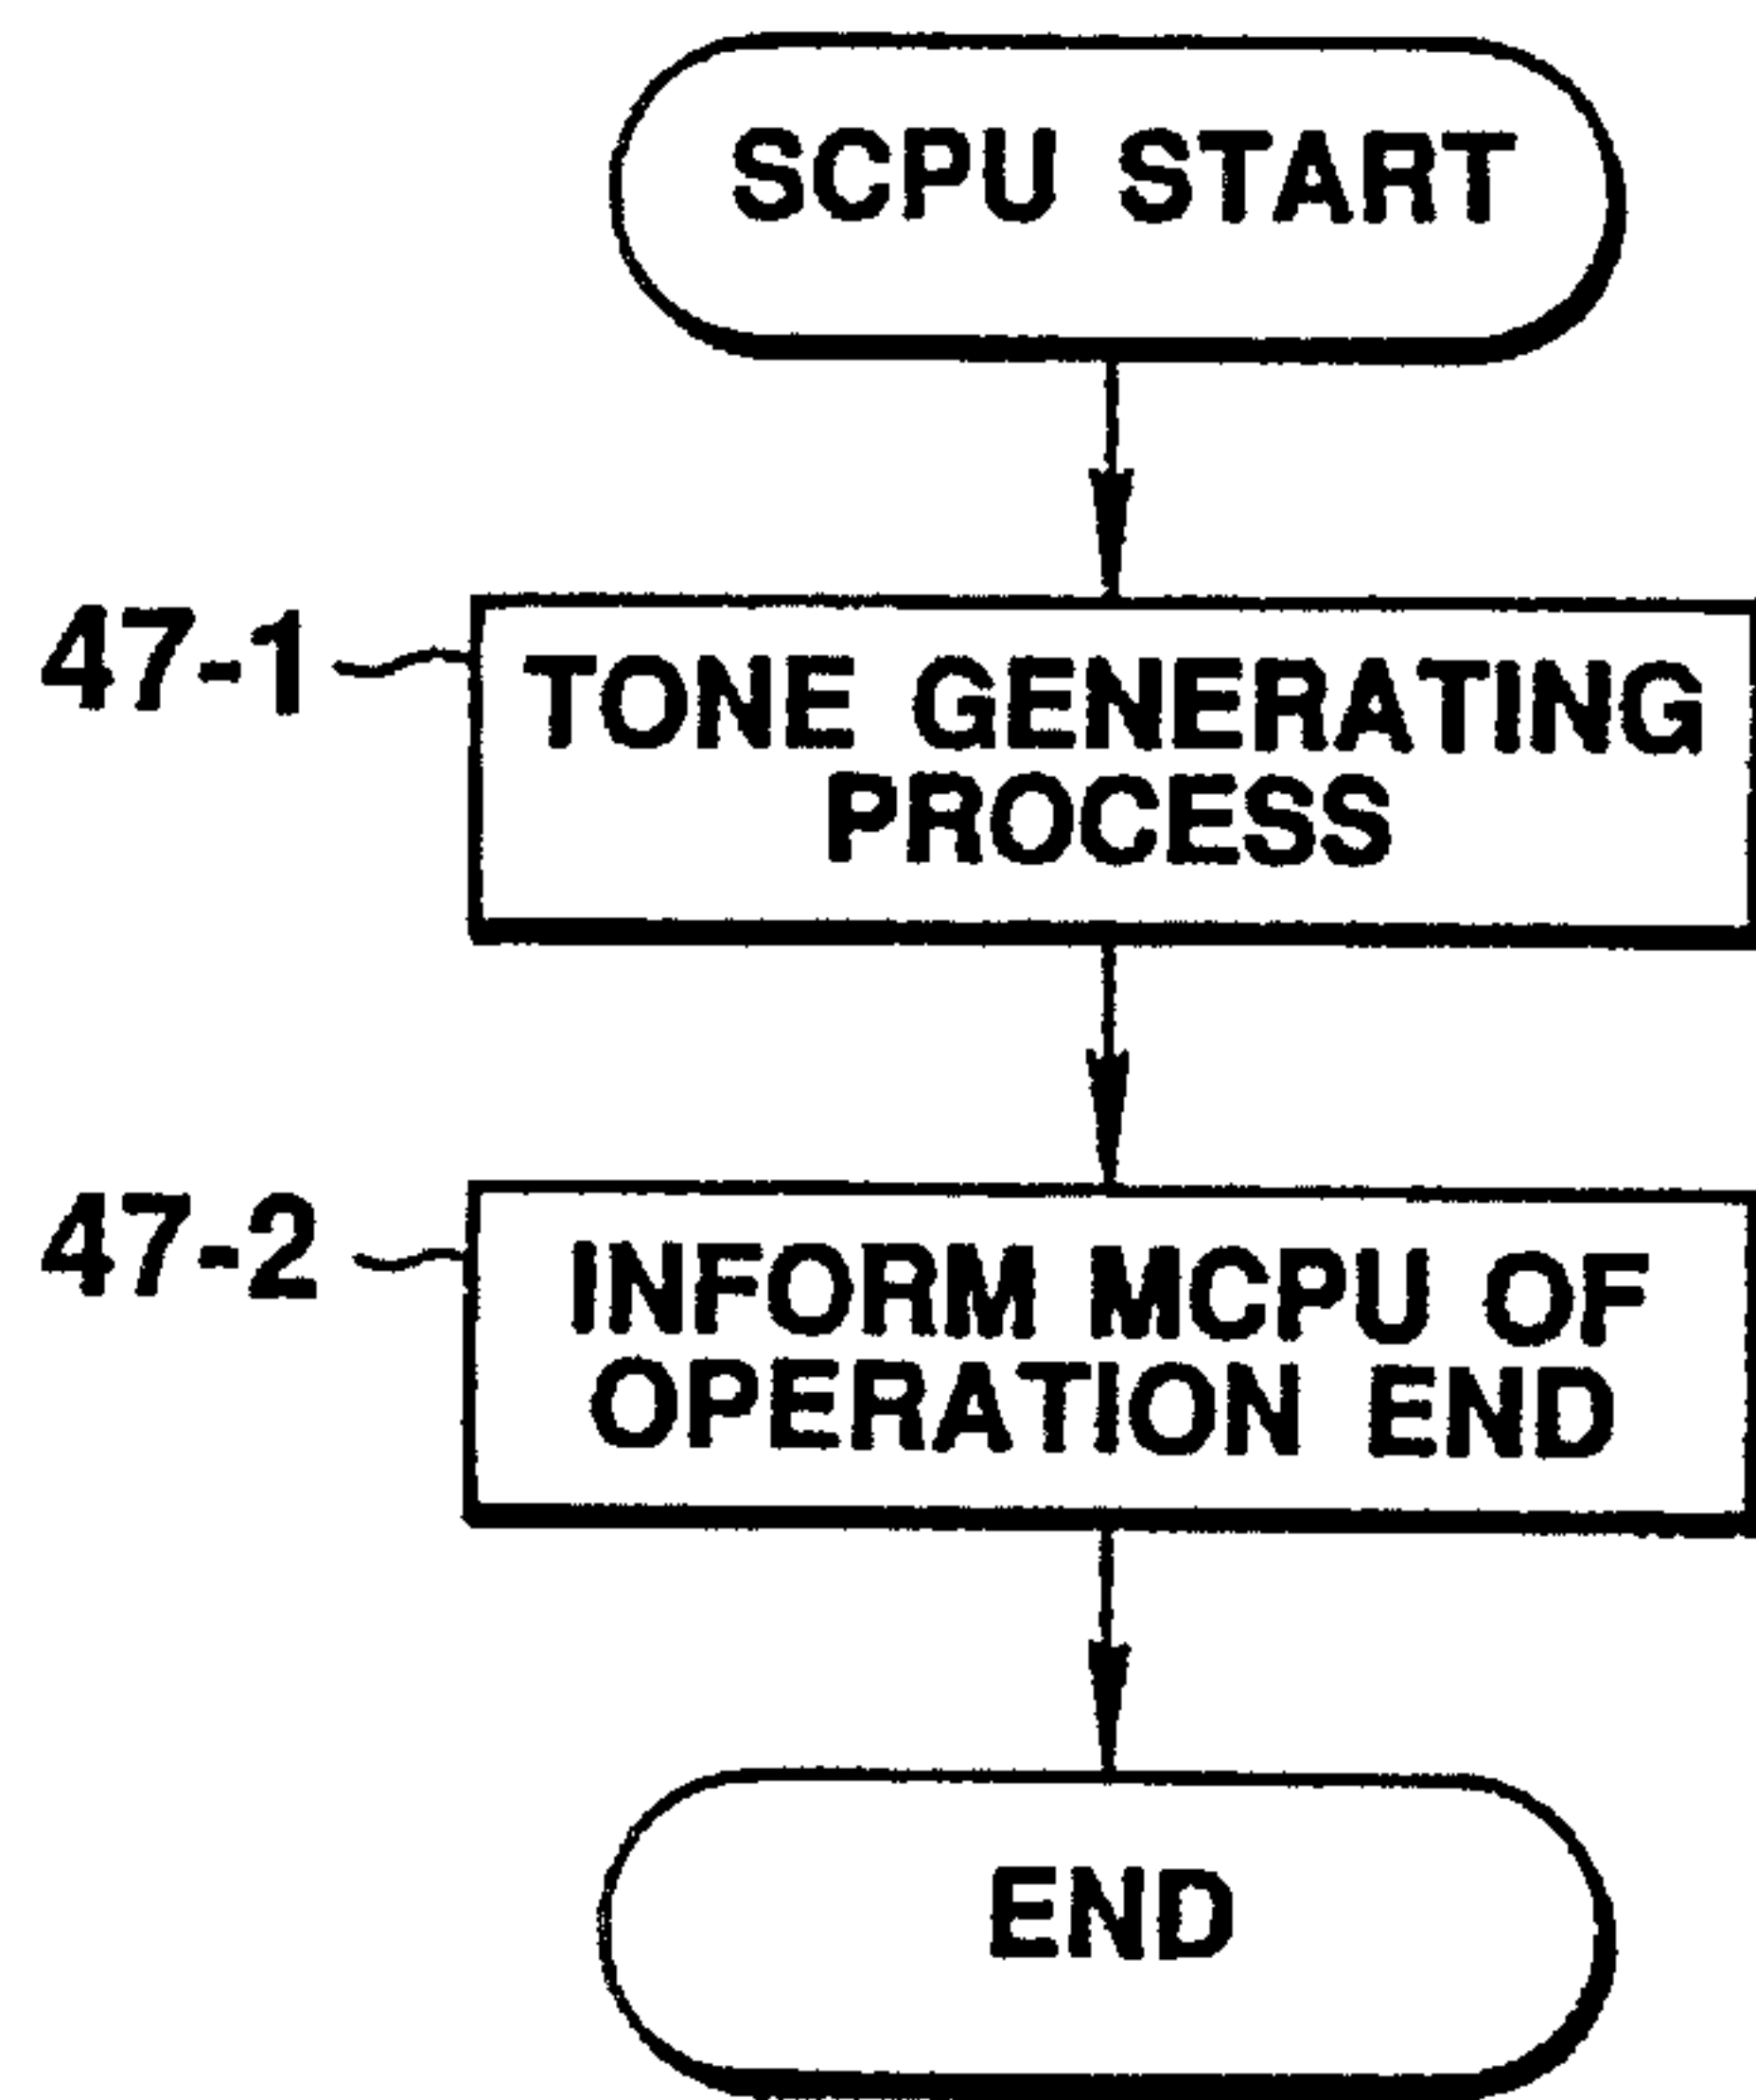 SCPU START
47-1
TONE GENERATING
PROCESS
47-2
INFORM MCPU OF
OPERATION END
END